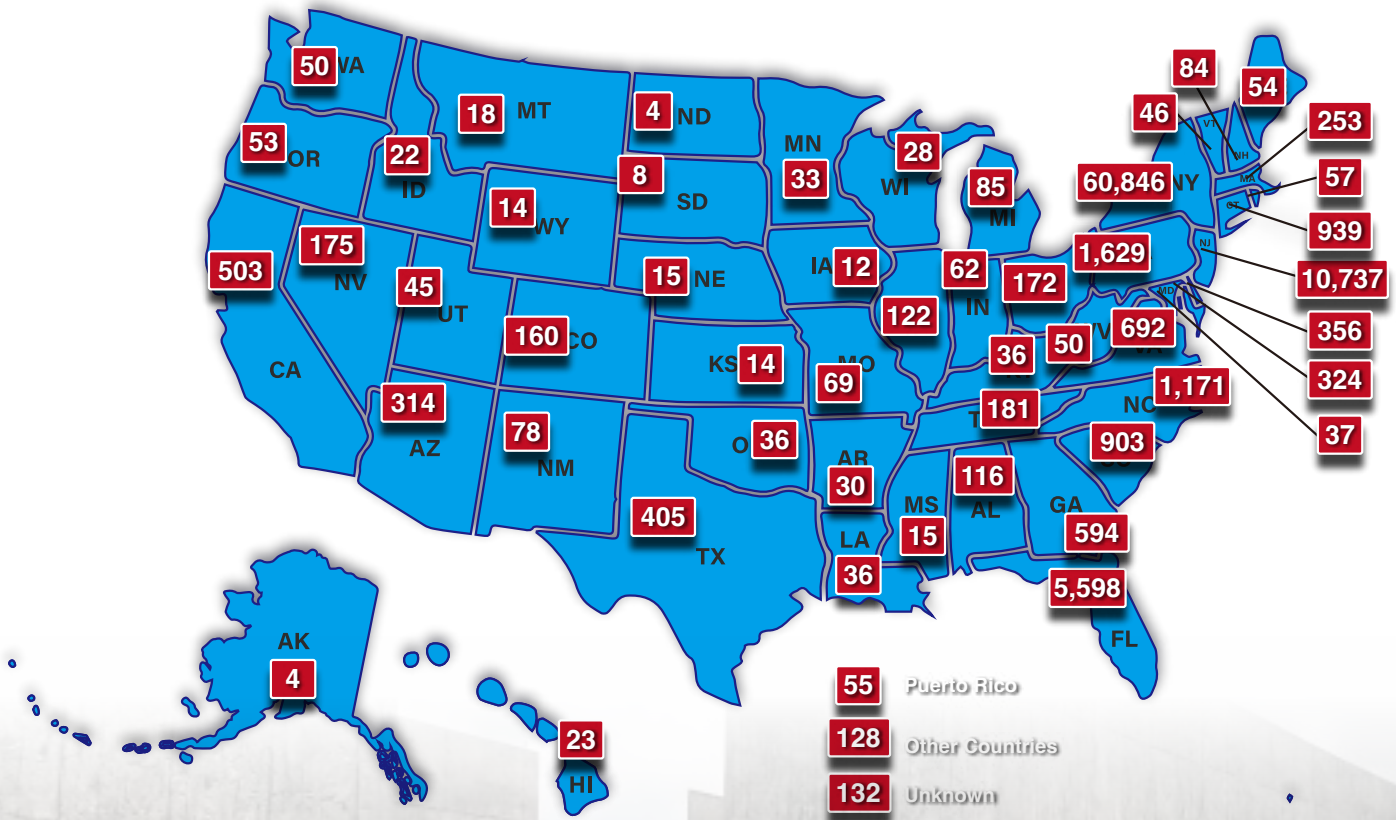 50 WA
53 OR
18 MT
22 ID
4 ND
8 SD
MN 33
28 WI
85 MI
46
84
VT
NH
54
253
MA
57
CT
60,846 NY
939
NJ
10,737
14 WY
175 NV
503 CA
45 UT
15 NE
IA 12
122
62 IN
172
1,629
MD
356
324
37
160 CO
KS 14
69 MO
36
50
692 VA
314 AZ
78 NM
36
181
NC 1,171
903
405 TX
AR 30
LA 36
MS 15
116 AL
GA 594
5,598 FL
AK 4
23 HI
55 Puerto Rico
128 Other Countries
132 Unknown